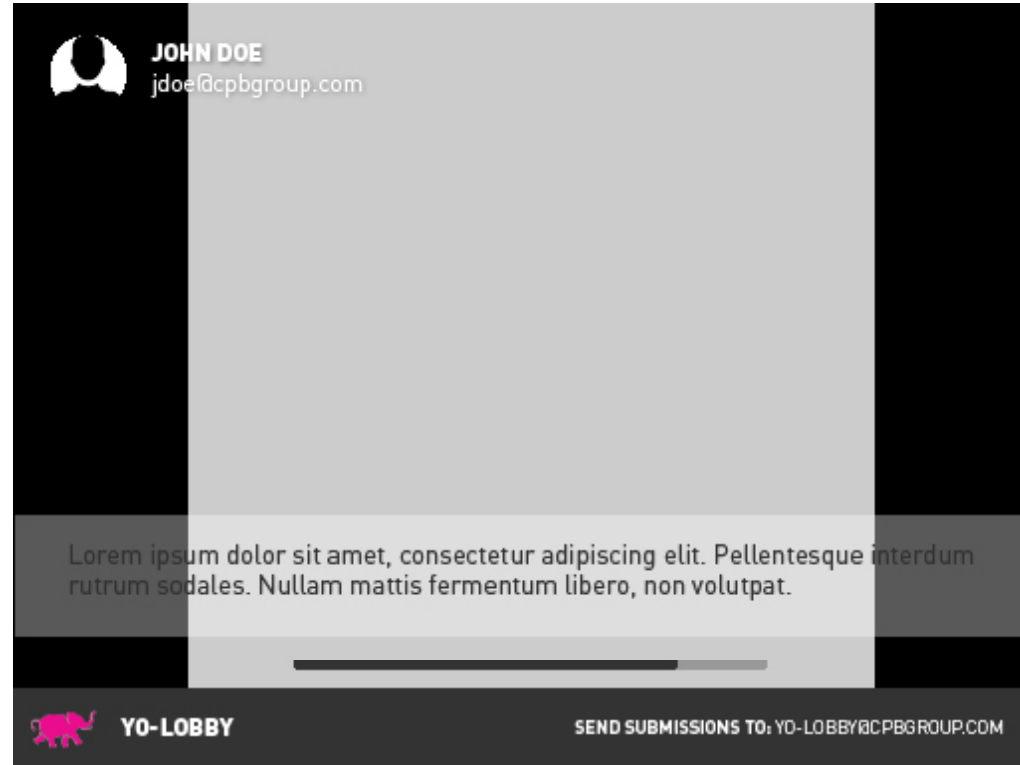 JOHN DOE
jdoe@cpbgroup.com
Lorem ipsum dolor sit amet, consectetur adipiscing elit. Pellentesque interdum
rutrum sodales. Nullam mattis fermentum libero, non volutpat.
YO-LOBBY
SEND SUBMISSIONS TO: YO-LOBBY@CPBGROUP.COM